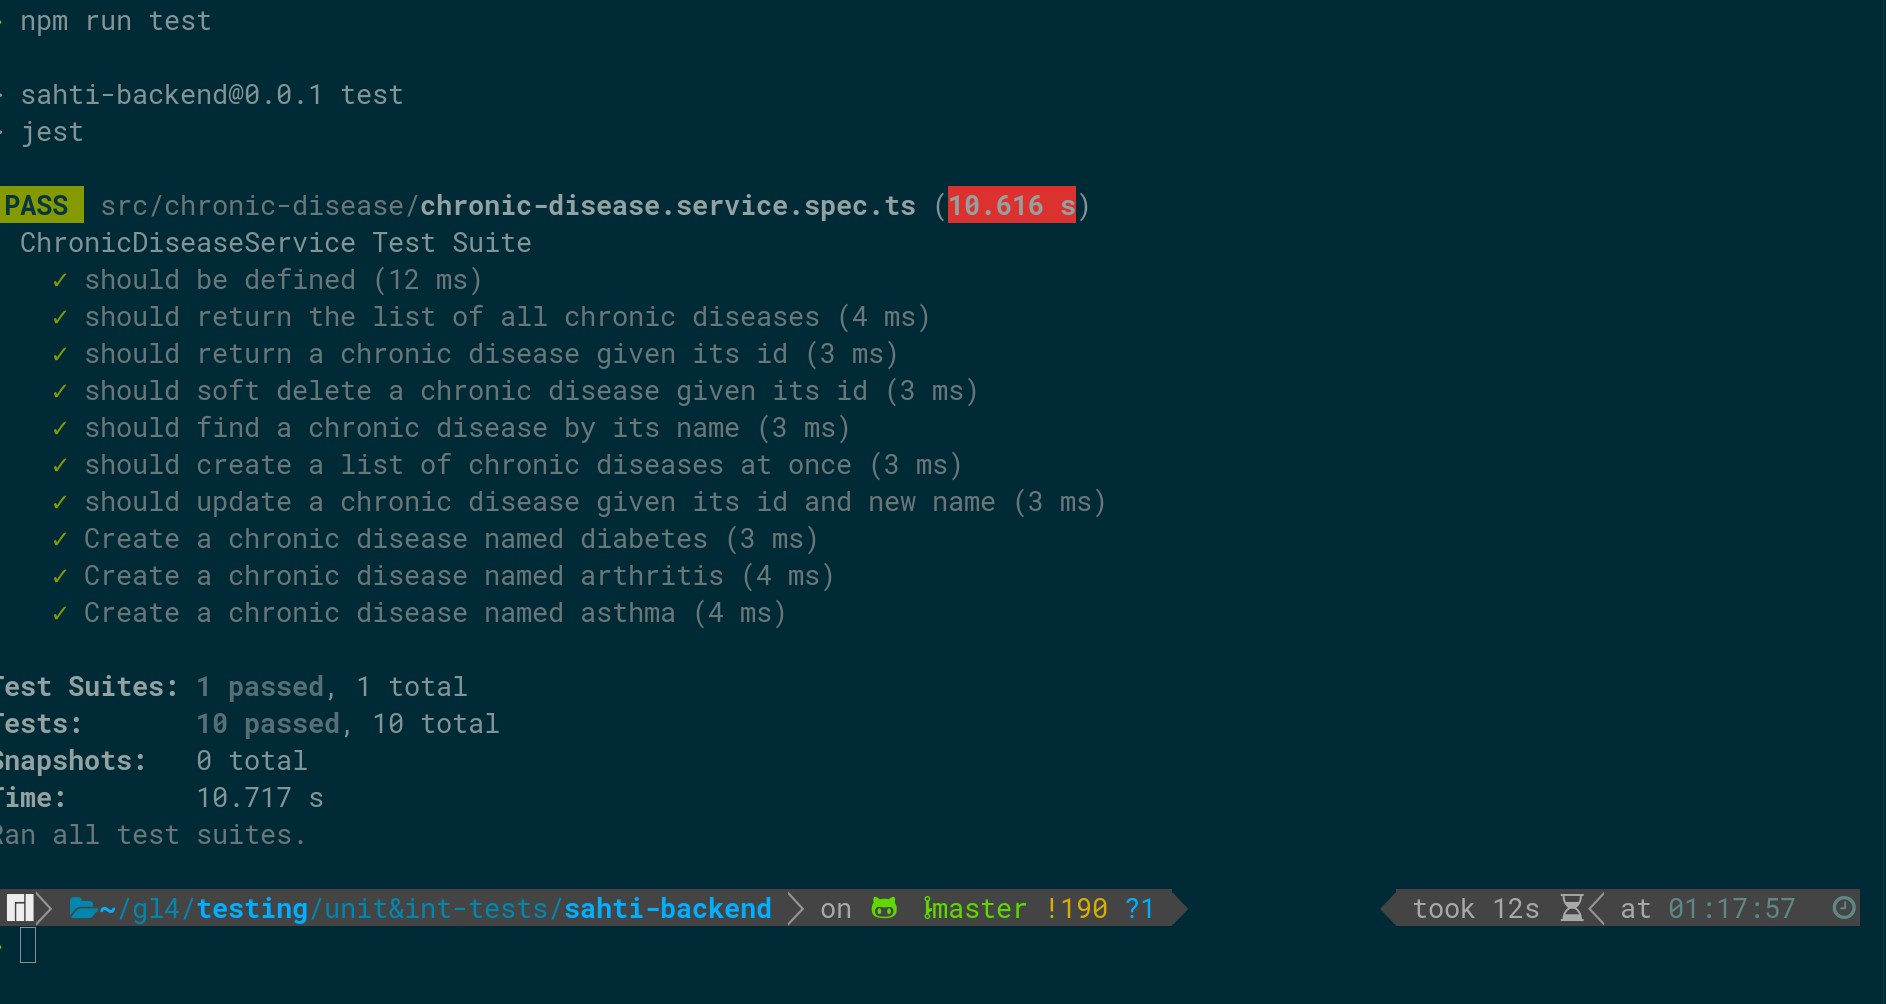 npm run test
sahti-backend@0.0.1 test
jest
PASS src/chronic-disease/chronic-disease.service.spec.ts (10.616 s)
ChronicDiseaseService Test Suite
✓ should be defined (12 ms)
✓ should return the list of all chronic diseases (4 ms)
✓ should return a chronic disease given its id (3 ms)
✓ should soft delete a chronic disease given its id (3 ms)
✓ should find a chronic disease by its name (3 ms)
✓ should create a list of chronic diseases at once (3 ms)
✓ should update a chronic disease given its id and new name (3 ms)
✓ Create a chronic disease named diabetes (3 ms)
✓ Create a chronic disease named arthritis (4 ms)
✓ Create a chronic disease named asthma (4 ms)
Test Suites: 1 passed, 1 total
Tests: 10 passed, 10 total
Snapshots: 0 total
Time: 10.717 s
Ran all test suites.
~/gl4/testing/unit&int-tests/sahti-backend on master !190 ?1 took 12s at 01:17:57